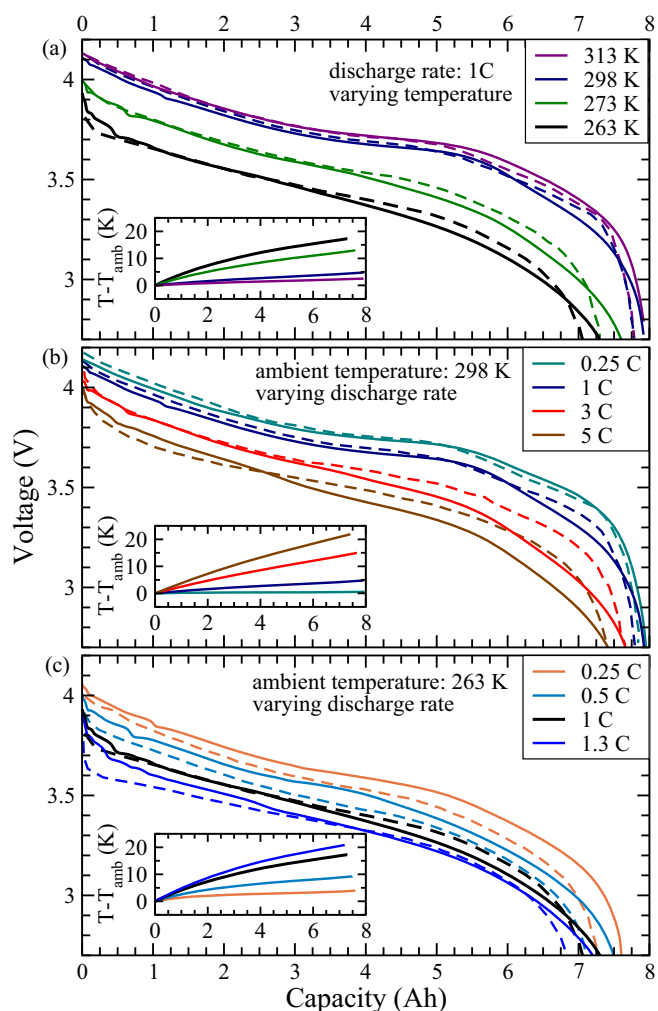 0 1 2 3 4 5 6 7 8
(a)
discharge rate: 1C
varying temperature
313 K
298 K
273 K
263 K
4
3.5
3
T-Tamb (K)
20
10
0
0 2 4 6 8
(b)
ambient temperature: 298 K
varying discharge rate
0.25 C
1 C
3 C
5 C
Voltage (V)
4
3.5
3
T-Tamb (K)
20
10
0
0 2 4 6 8
(c)
ambient temperature: 263 K
varying discharge rate
0.25 C
0.5 C
1 C
1.3 C
4
3.5
3
T-Tamb (K)
20
10
0
0 2 4 6 8
0 1 2 3 4 5 6 7 8
Capacity (Ah)